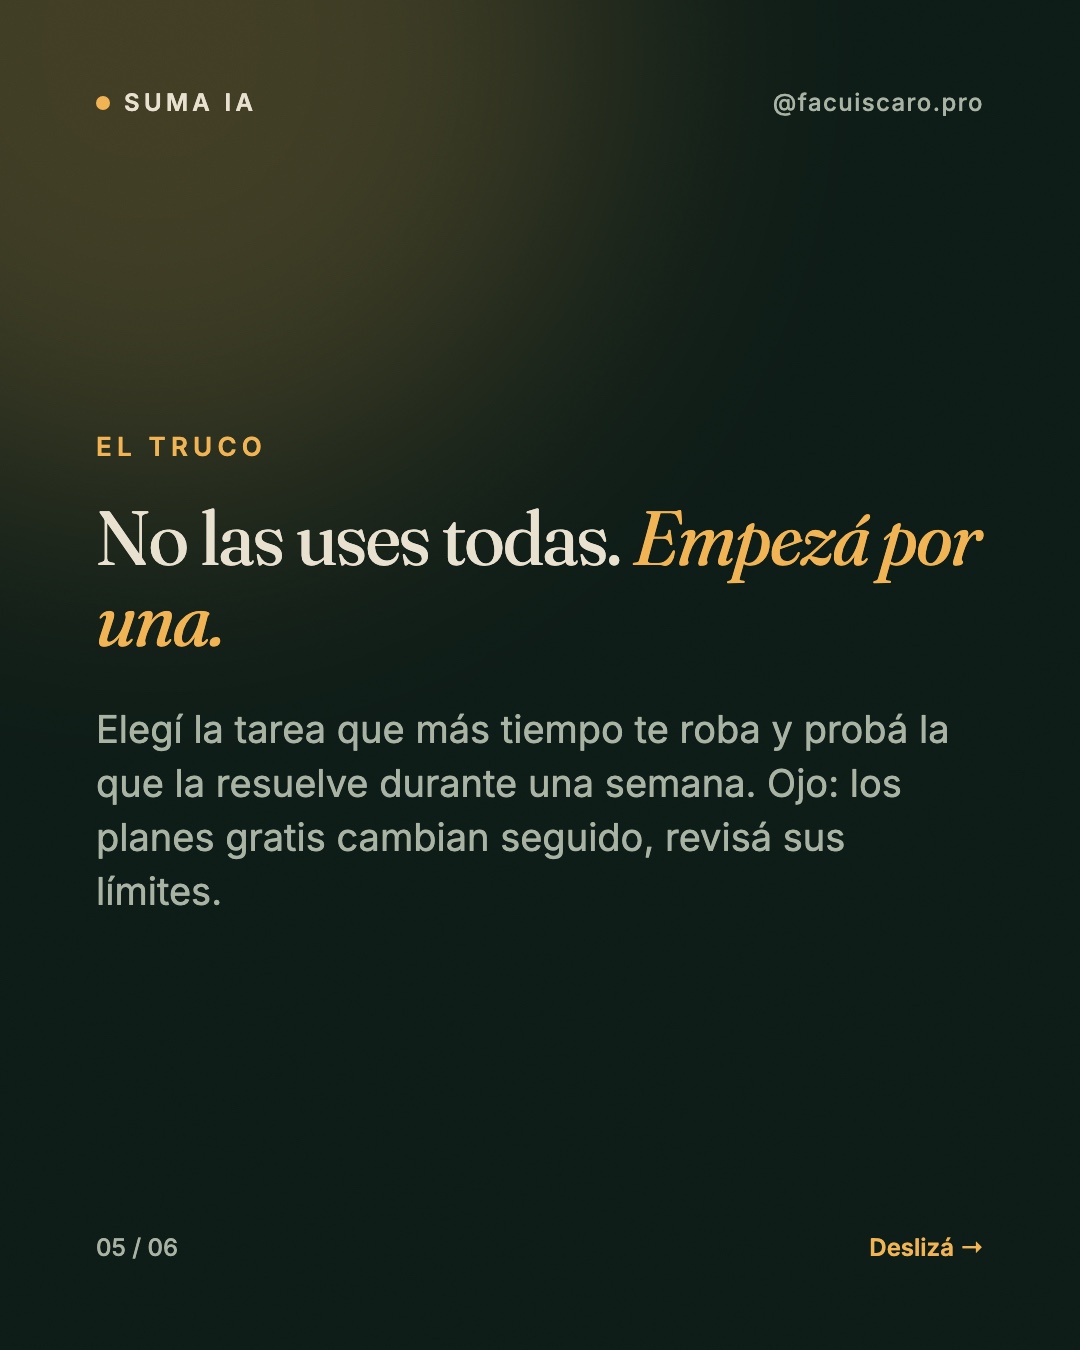 SUMA IA
@facuiscaro.pro
EL TRUCO
No las uses todas. Empezá por
una.
Elegí la tarea que más tiempo te roba y probá la
que la resuelve durante una semana. Ojo: los
planes gratis cambian seguido, revisá sus
límites.
05 / 06
Deslizá →